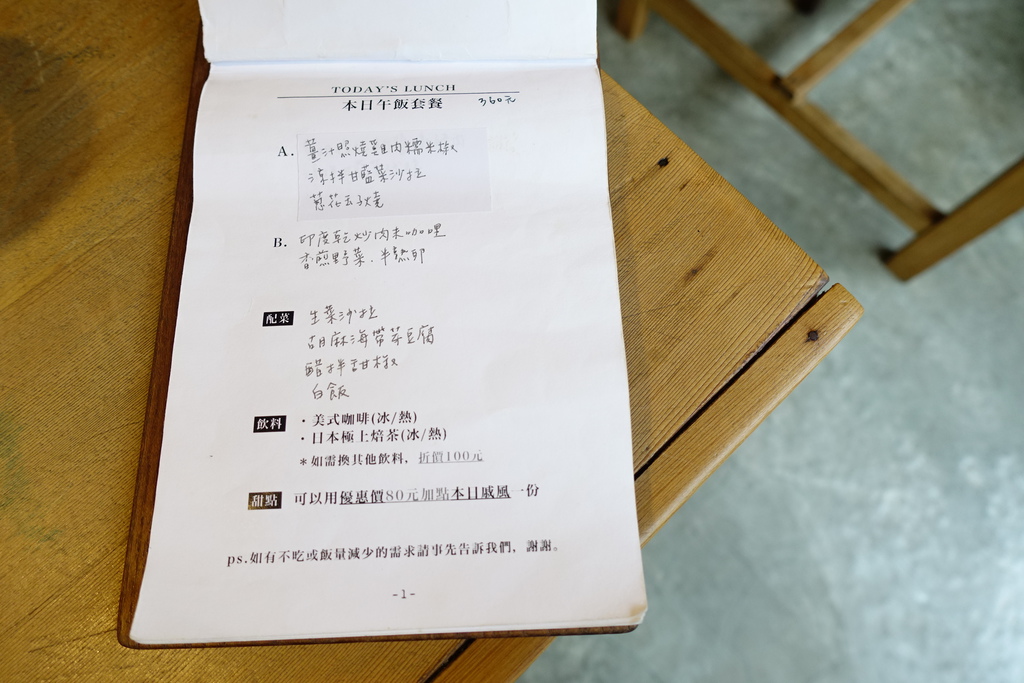 TODAY'S LUNCH
本日午飯套餐 360元
A. 薑汁照燒雞肉糯米椒
涼拌甘藍菜沙拉
蔥花玉子燒
B. 印度乾炒肉末咖哩
香煎野菜.半熟卵
配菜 生菜沙拉
胡麻海帶芽豆腐
醋拌甜椒
白飯
飲料 ・美式咖啡(冰/熱)
・日本極上焙茶(冰/熱)
＊如需換其他飲料，折價100元
甜點 可以用優惠價80元加點本日戚風一份
ps.如有不吃或飯量減少的需求請事先告訴我們，謝謝。
-1-